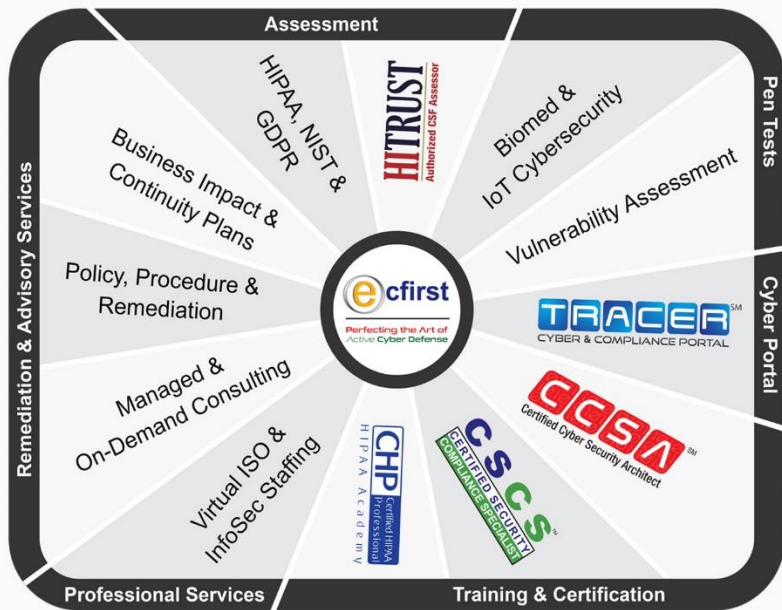 Assessment
HIPAA, NIST &
GDPR
HITRUST
Authorized CSF Assessor
Pen Tests
Biomed &
IoT Cybersecurity
Vulnerability Assessment
Cyber Portal
TRACER SM
CYBER & COMPLIANCE PORTAL
Training & Certification
CCSA SM
Certified Cyber Security Architect
CSCS TM
CERTIFIED SECURITY
COMPLIANCE SPECIALIST
CHP
Certified HIPAA
Professional
HIPAA Academy
Professional Services
Virtual ISO &
InfoSec Staffing
Remediation & Advisory Services
Managed &
On-Demand Consulting
Policy, Procedure &
Remediation
Business Impact &
Continuity Plans
ecfirst
Perfecting the Art of
Active Cyber Defense